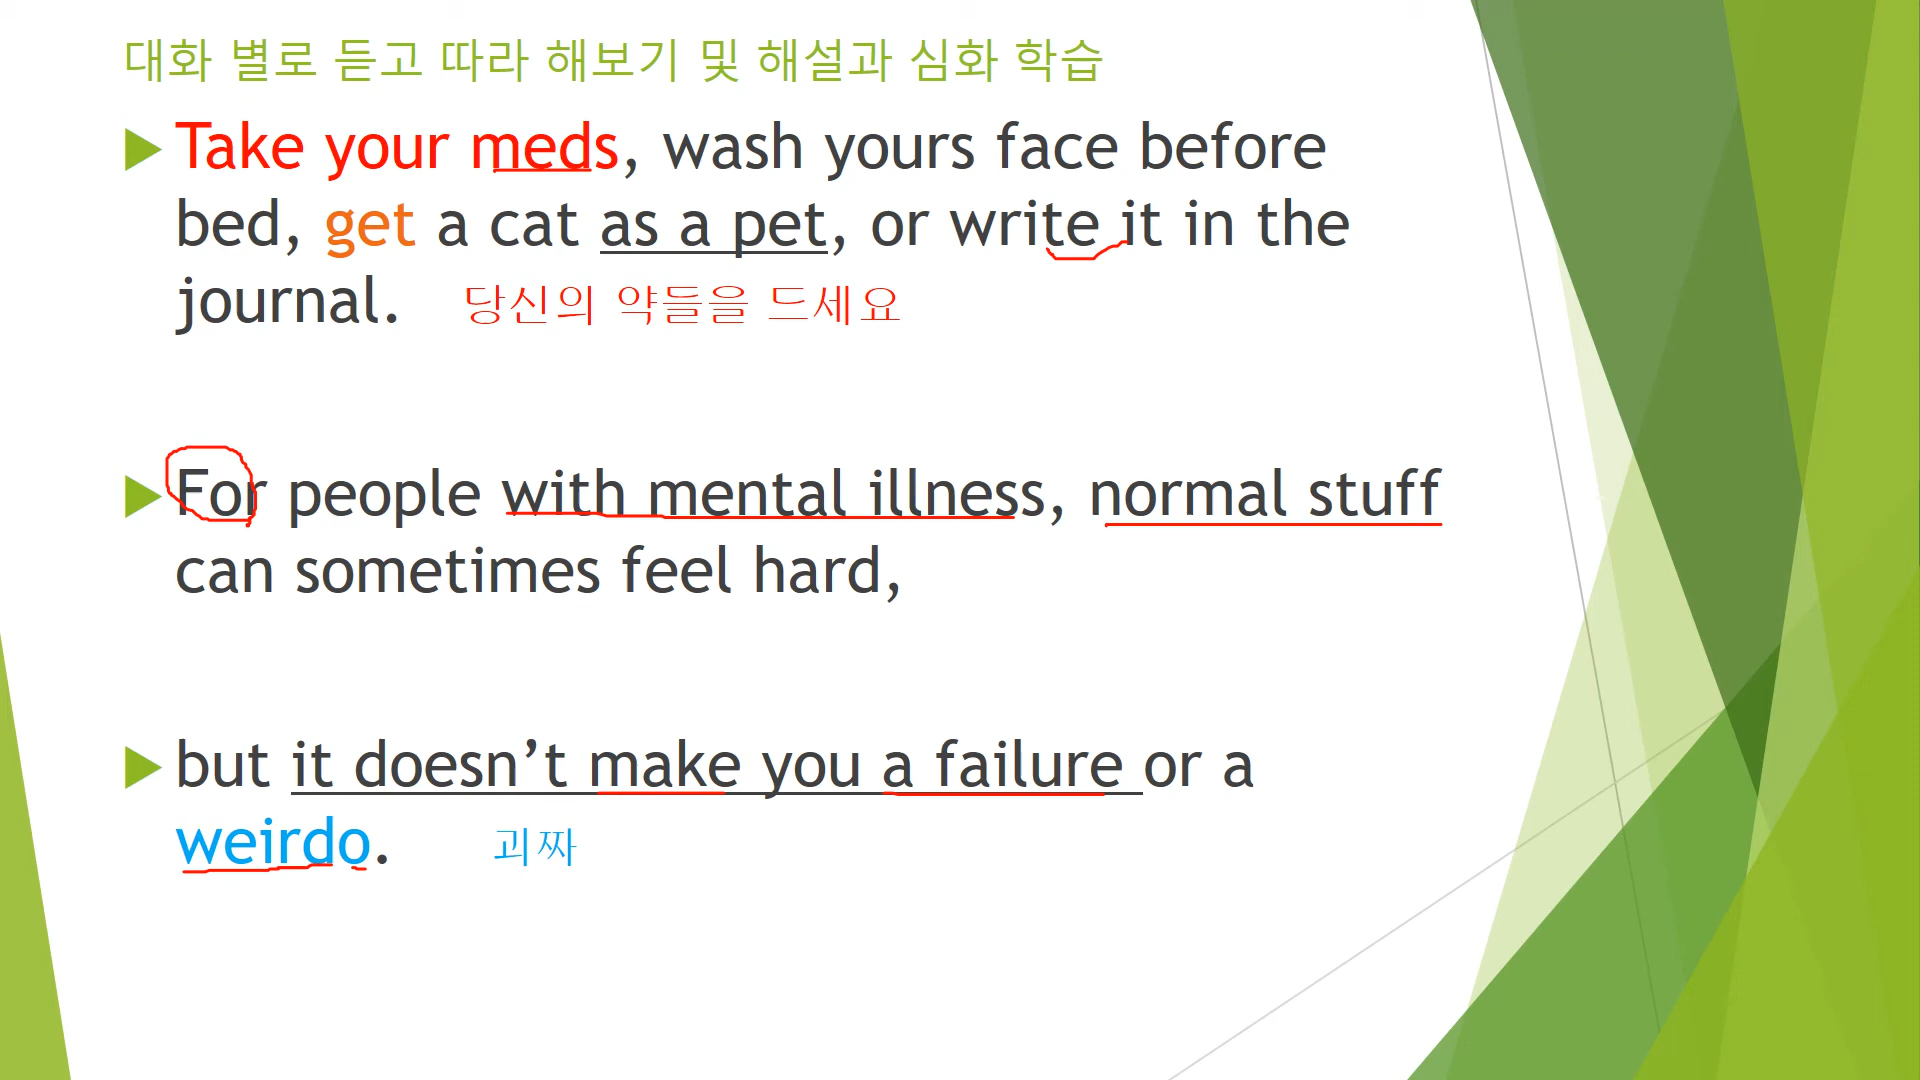 대화 별로 듣고 따라 해보기 및 해설과 심화 학습
Take your meds, wash yours face before
bed, get a cat as a pet, or write it in the
journal. 당신의 약들을 드세요
For people with mental illness, normal stuff
can sometimes feel hard,
but it doesn’t make you a failure or a
weirdo. 괴짜